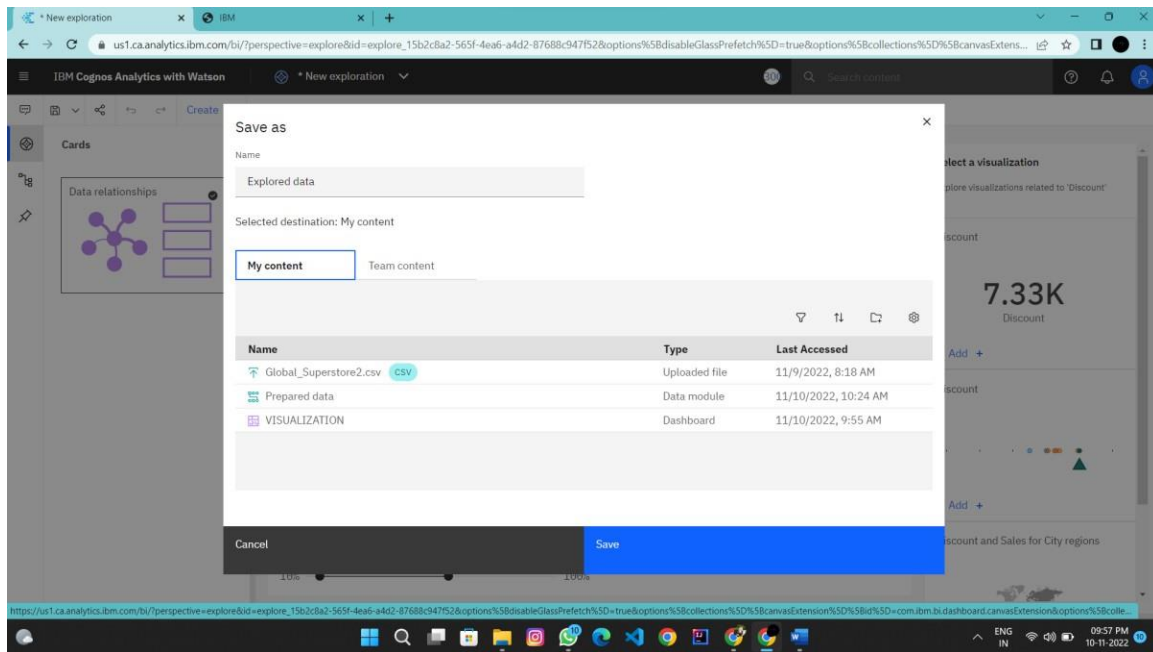 * New exploration
IBM
us1.ca.analytics.ibm.com/bi/?perspective=explore&id=explore_15b2c8a2-565f-4ea6-a4d2-87688c947f52&options%5BdisableGlassPrefetch%5D=true&options%5Bcollections%5D%5BcanvasExtens...
IBM Cognos Analytics with Watson
* New exploration
Search content
Create
Cards
Data relationships
Save as
Name
Explored data
Selected destination: My content
My content Team content
Name Type Last Accessed
Global_Superstore2.csv CSV Uploaded file 11/9/2022, 8:18 AM
Prepared data Data module 11/10/2022, 10:24 AM
VISUALIZATION Dashboard 11/10/2022, 9:55 AM
Cancel Save
elect a visualization
plore visualizations related to 'Discount'
iscount
7.33K
Discount
Add +
iscount
Add +
iscount and Sales for City regions
10% 100%
https://us1.ca.analytics.ibm.com/bi/?perspective=explore&id=explore_15b2c8a2-565f-4ea6-a4d2-87688c947f52&options%5BdisableGlassPrefetch%5D=true&options%5Bcollections%5D%5BcanvasExtension%5D%5Bid%5D=com.ibm.bi.dashboard.canvasExtension&options%5Bcolle...
10
ENG
IN
09:57 PM
10-11-2022
10